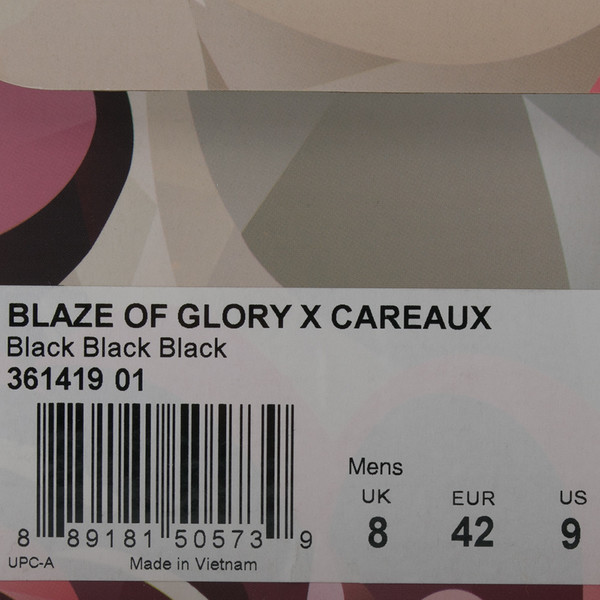 BLAZE OF GLORY X CAREAUX
Black Black Black
361419 01
Mens
UK EUR US
8 42 9
8 89181 50573 9
UPC-A Made in Vietnam